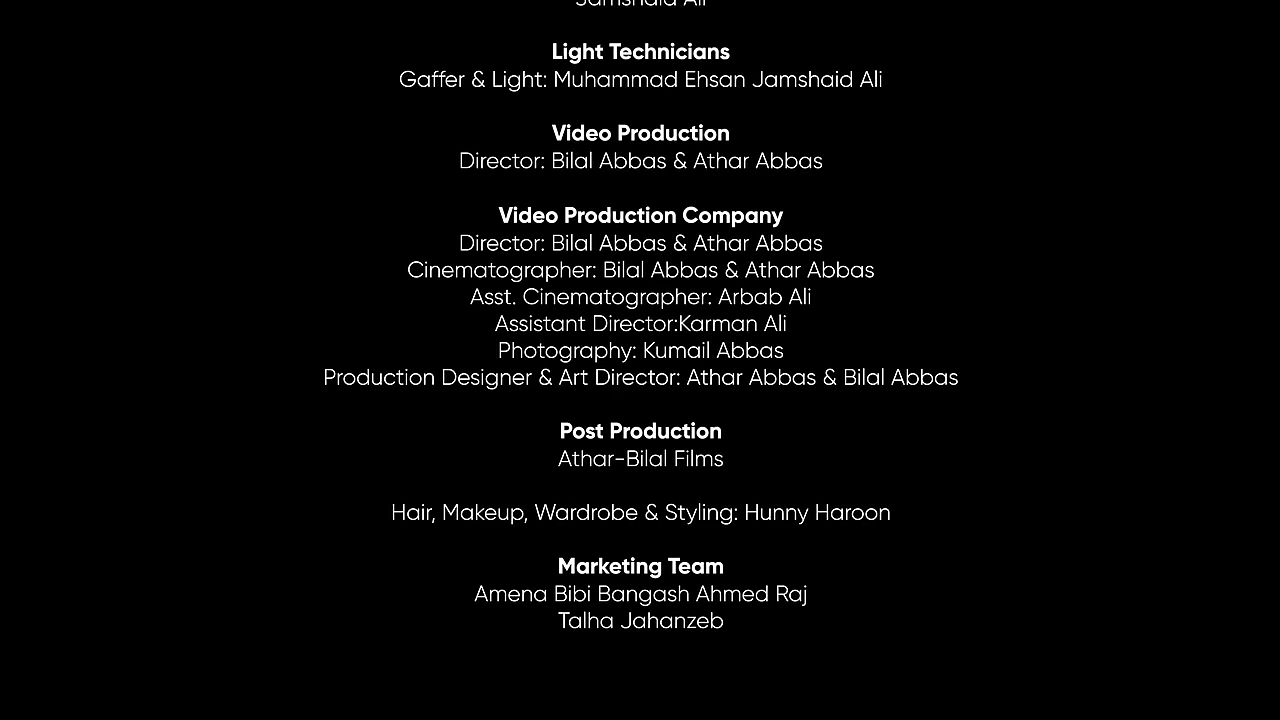 Jamshaid Ali
Light Technicians
Gaffer & Light: Muhammad Ehsan Jamshaid Ali
Video Production
Director: Bilal Abbas & Athar Abbas
Video Production Company
Director: Bilal Abbas & Athar Abbas
Cinematographer: Bilal Abbas & Athar Abbas
Asst. Cinematographer: Arbab Ali
Assistant Director:Karman Ali
Photography: Kumail Abbas
Production Designer & Art Director: Athar Abbas & Bilal Abbas
Post Production
Athar-Bilal Films
Hair, Makeup, Wardrobe & Styling: Hunny Haroon
Marketing Team
Amena Bibi Bangash Ahmed Raj
Talha Jahanzeb